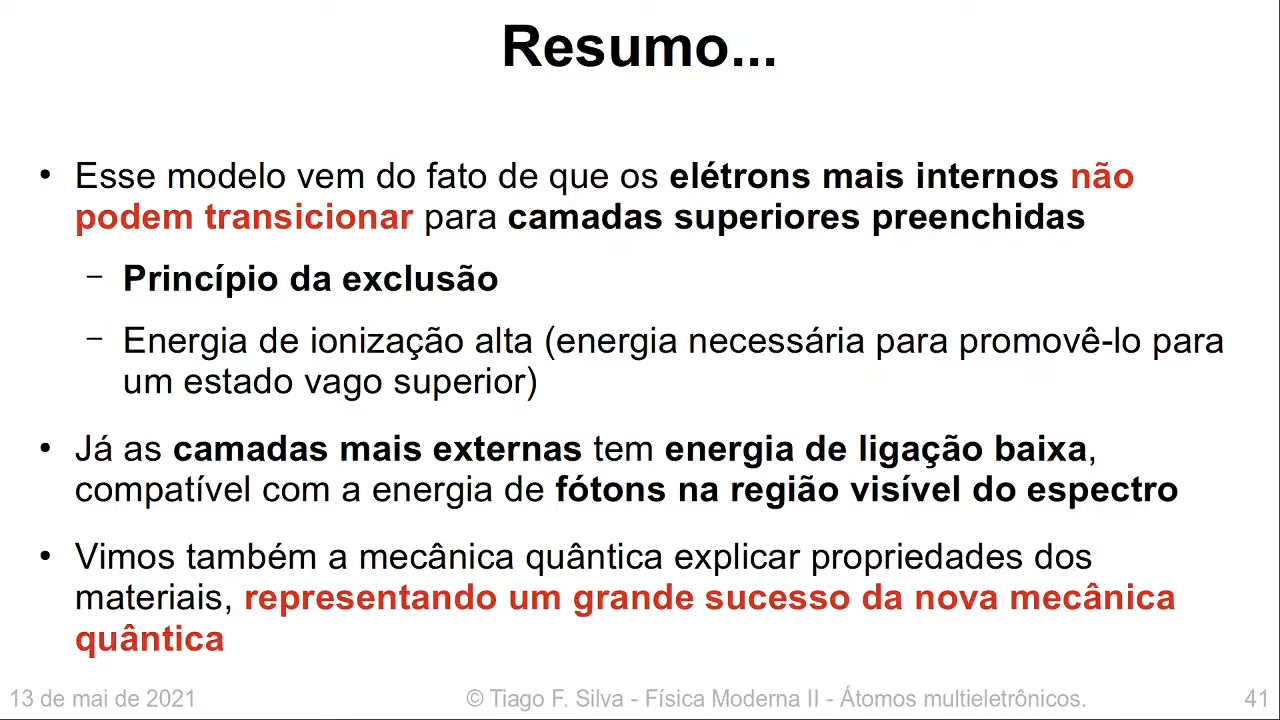 Resumo...
• Esse modelo vem do fato de que os elétrons mais internos não
podem transicionar para camadas superiores preenchidas
– Princípio da exclusão
– Energia de ionização alta (energia necessária para promovê-lo para
um estado vago superior)
• Já as camadas mais externas tem energia de ligação baixa,
compatível com a energia de fótons na região visível do espectro
• Vimos também a mecânica quântica explicar propriedades dos
materiais, representando um grande sucesso da nova mecânica
quântica
13 de mai de 2021 © Tiago F. Silva - Física Moderna II - Átomos multieletrônicos. 41